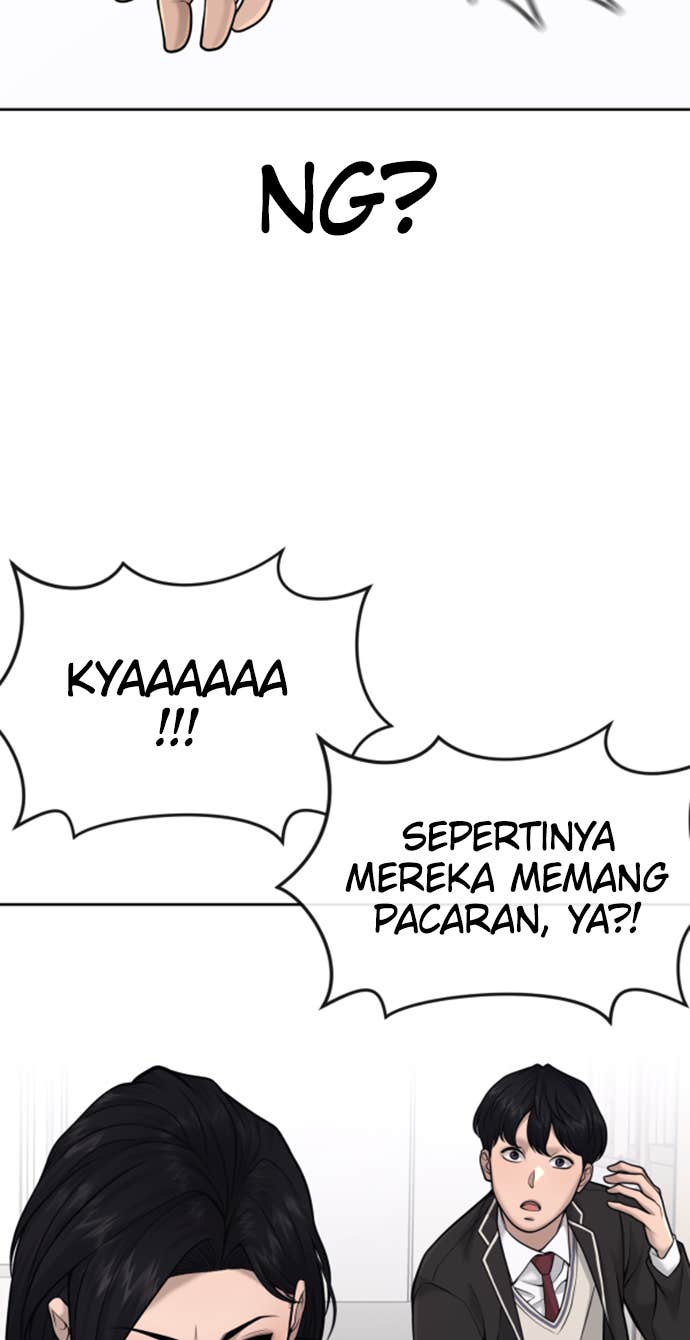 NG?
KYAAAAAA
!!!
SEPERTINYA
MEREKA MEMANG
PACARAN, YA?!